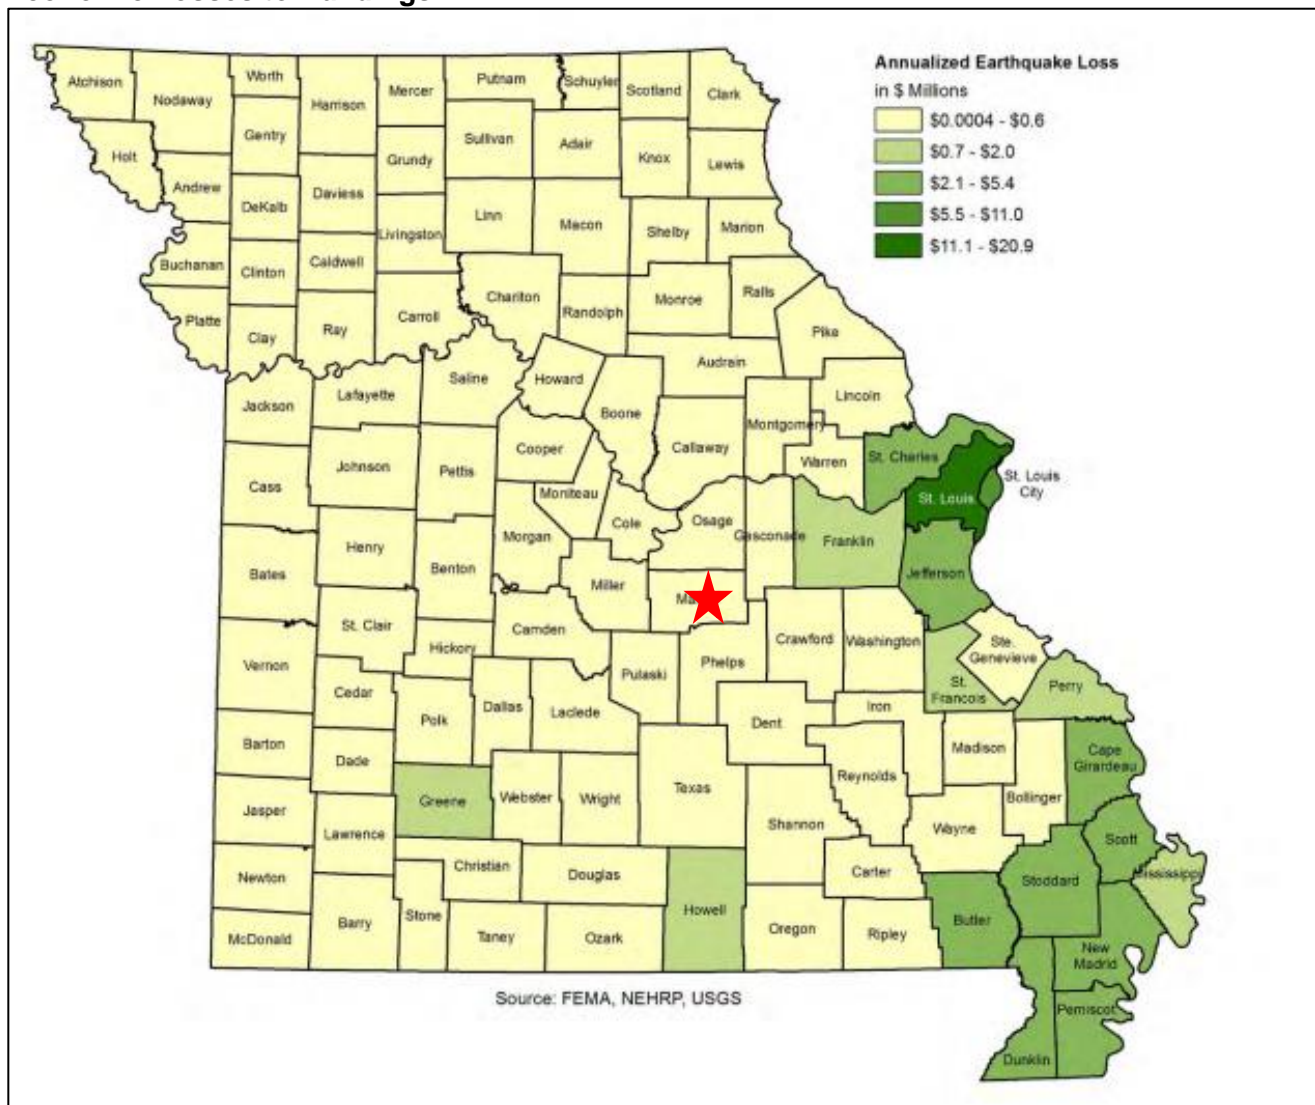 Annualized Earthquake Loss
in $ Millions
$0.0004 - $0.6
$0.7 - $2.0
$2.1 - $5.4
$5.5 - $11.0
$11.1 - $20.9
Atchison
Nodaway
Worth
Harrison
Mercer
Putnam
Schuyler
Scotland
Clark
Holt
Andrew
Gentry
DeKalb
Daviess
Grundy
Sullivan
Adair
Knox
Lewis
Buchanan
Clinton
Caldwell
Livingston
Linn
Macon
Shelby
Marion
Platte
Clay
Ray
Carroll
Chariton
Randolph
Monroe
Ralls
Pike
Audrain
Jackson
Lafayette
Saline
Howard
Boone
Callaway
Montgomery
Lincoln
Warren
St. Charles
St. Louis
St. Louis
City
Cass
Johnson
Pettis
Cooper
Moniteau
Cole
Osage
Gasconade
Franklin
Jefferson
Bates
Henry
Benton
Morgan
Miller
Camden
Pulaski
Phelps
Crawford
Washington
Ste.
Genevieve
St.
Francois
Perry
Vernon
St. Clair
Hickory
Cedar
Polk
Dallas
Laclede
Dent
Iron
Madison
Reynolds
Bollinger
Cape
Girardeau
Barton
Dade
Greene
Webster
Wright
Texas
Shannon
Wayne
Scott
Mississippi
Jasper
Lawrence
Christian
Douglas
Howell
Carter
Butler
Stoddard
New
Madrid
Newton
McDonald
Barry
Stone
Taney
Ozark
Oregon
Ripley
Pemiscot
Dunklin
Source: FEMA, NEHRP, USGS